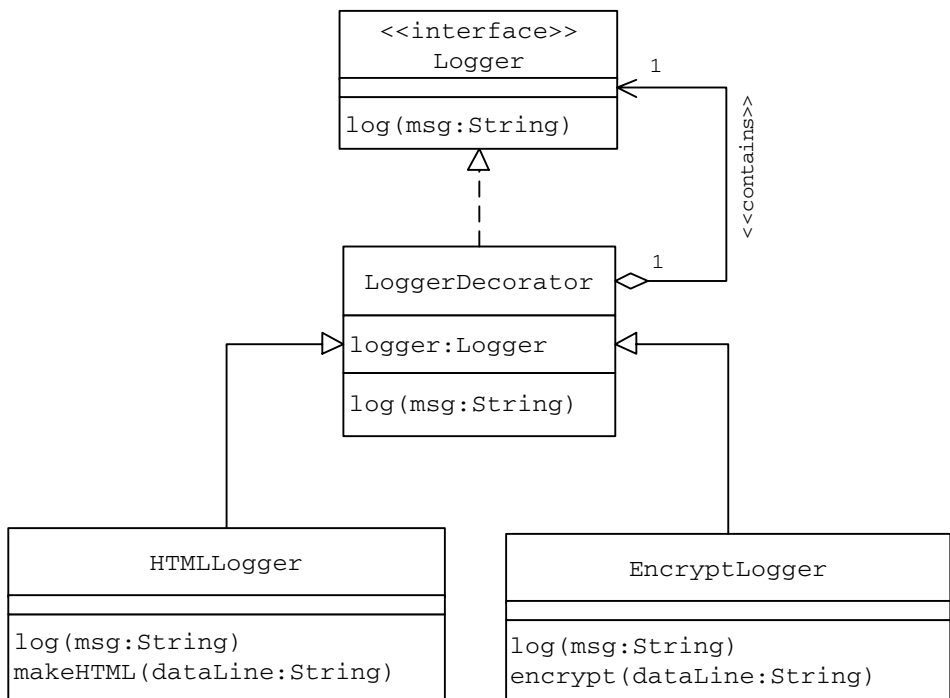 <<interface>>
Logger
1
log(msg:String)
<<contains>>
1
LoggerDecorator
logger:Logger
log(msg:String)
HTMLLogger
log(msg:String)
makeHTML(dataLine:String)
EncryptLogger
log(msg:String)
encrypt(dataLine:String)